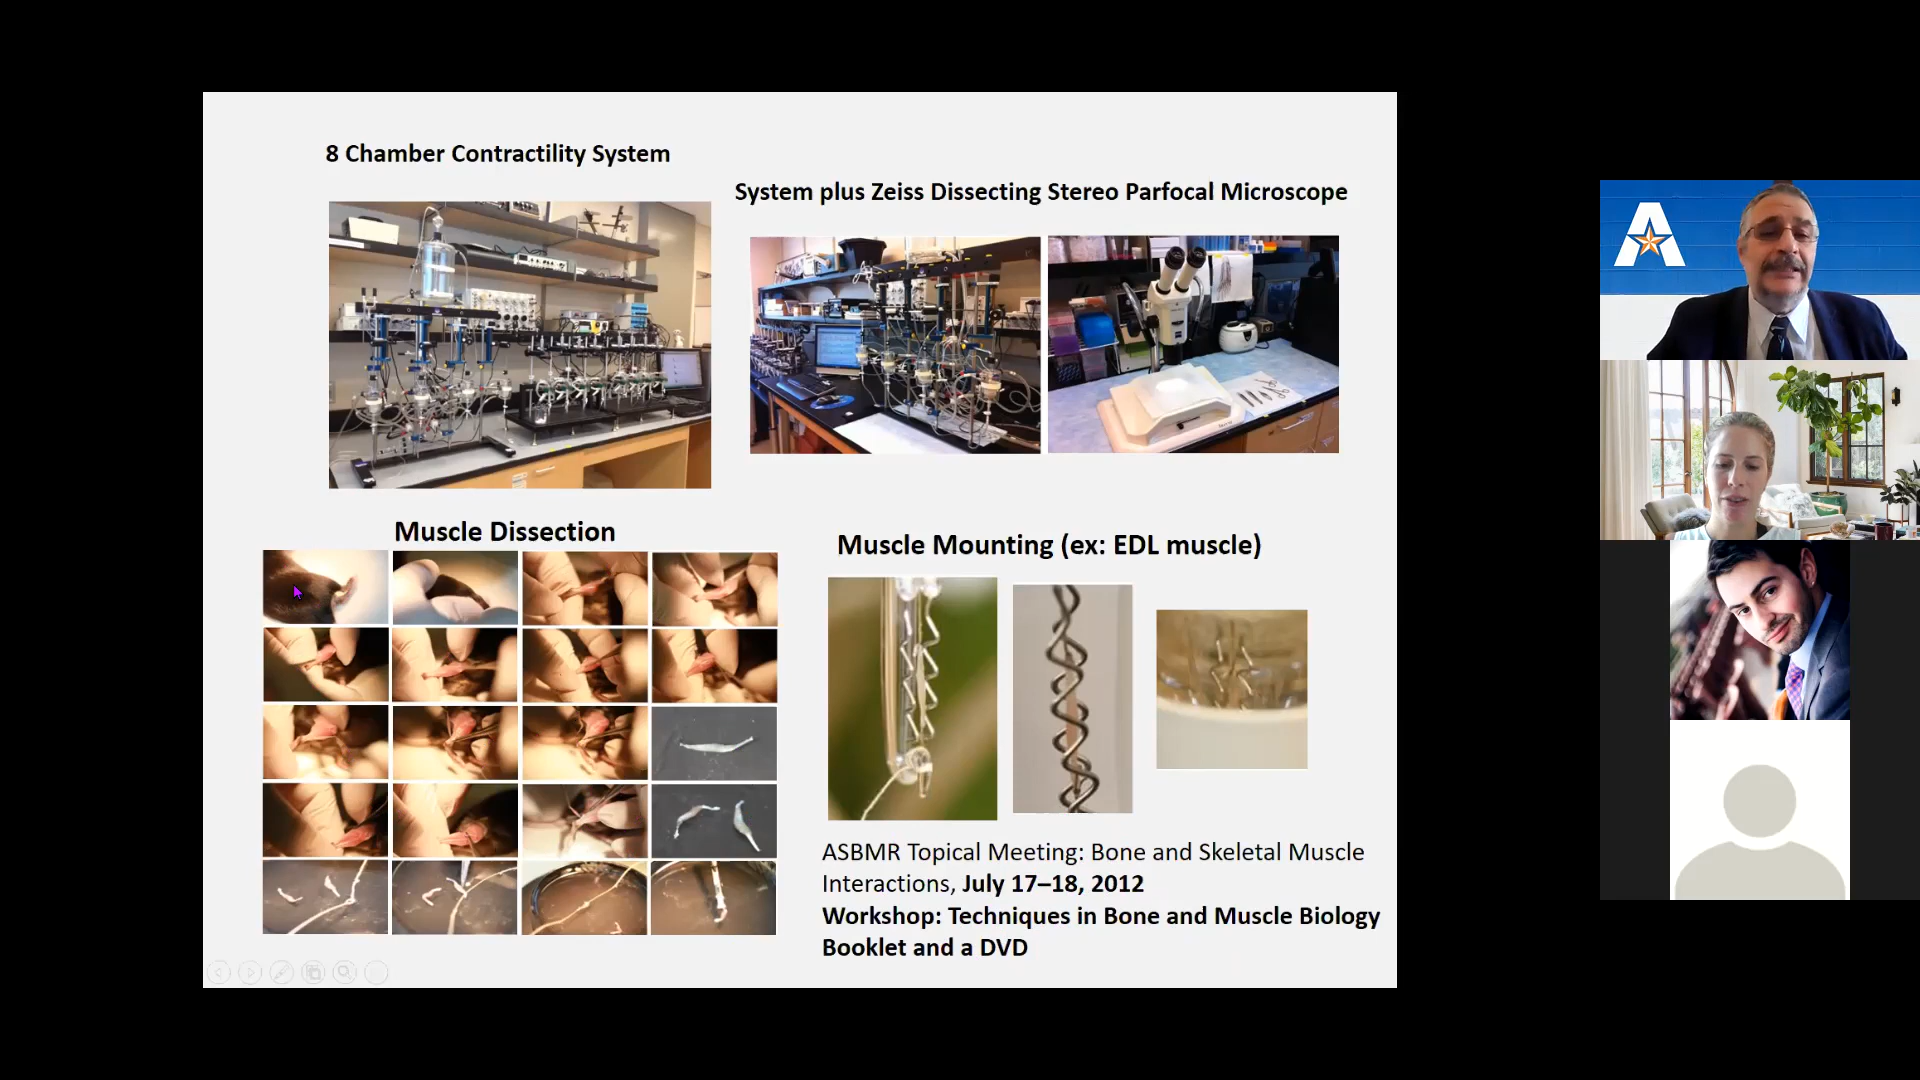 8 Chamber Contractility System
System plus Zeiss Dissecting Stereo Parfocal Microscope
A
Muscle Dissection
Muscle Mounting (ex: EDL muscle)
ASBMR Topical Meeting: Bone and Skeletal Muscle
Interactions, July 17–18, 2012
Workshop: Techniques in Bone and Muscle Biology
Booklet and a DVD